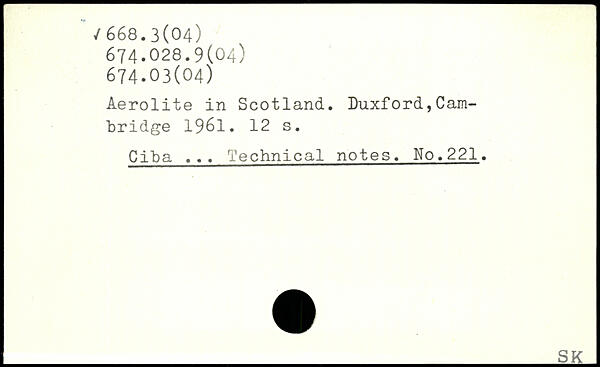 √ 668.3(04)
674.028.9(04)
674.03(04)
Aerolite in Scotland. Duxford,Cam-
bridge 1961. 12 s.
Ciba ... Technical notes. No.221.
SK